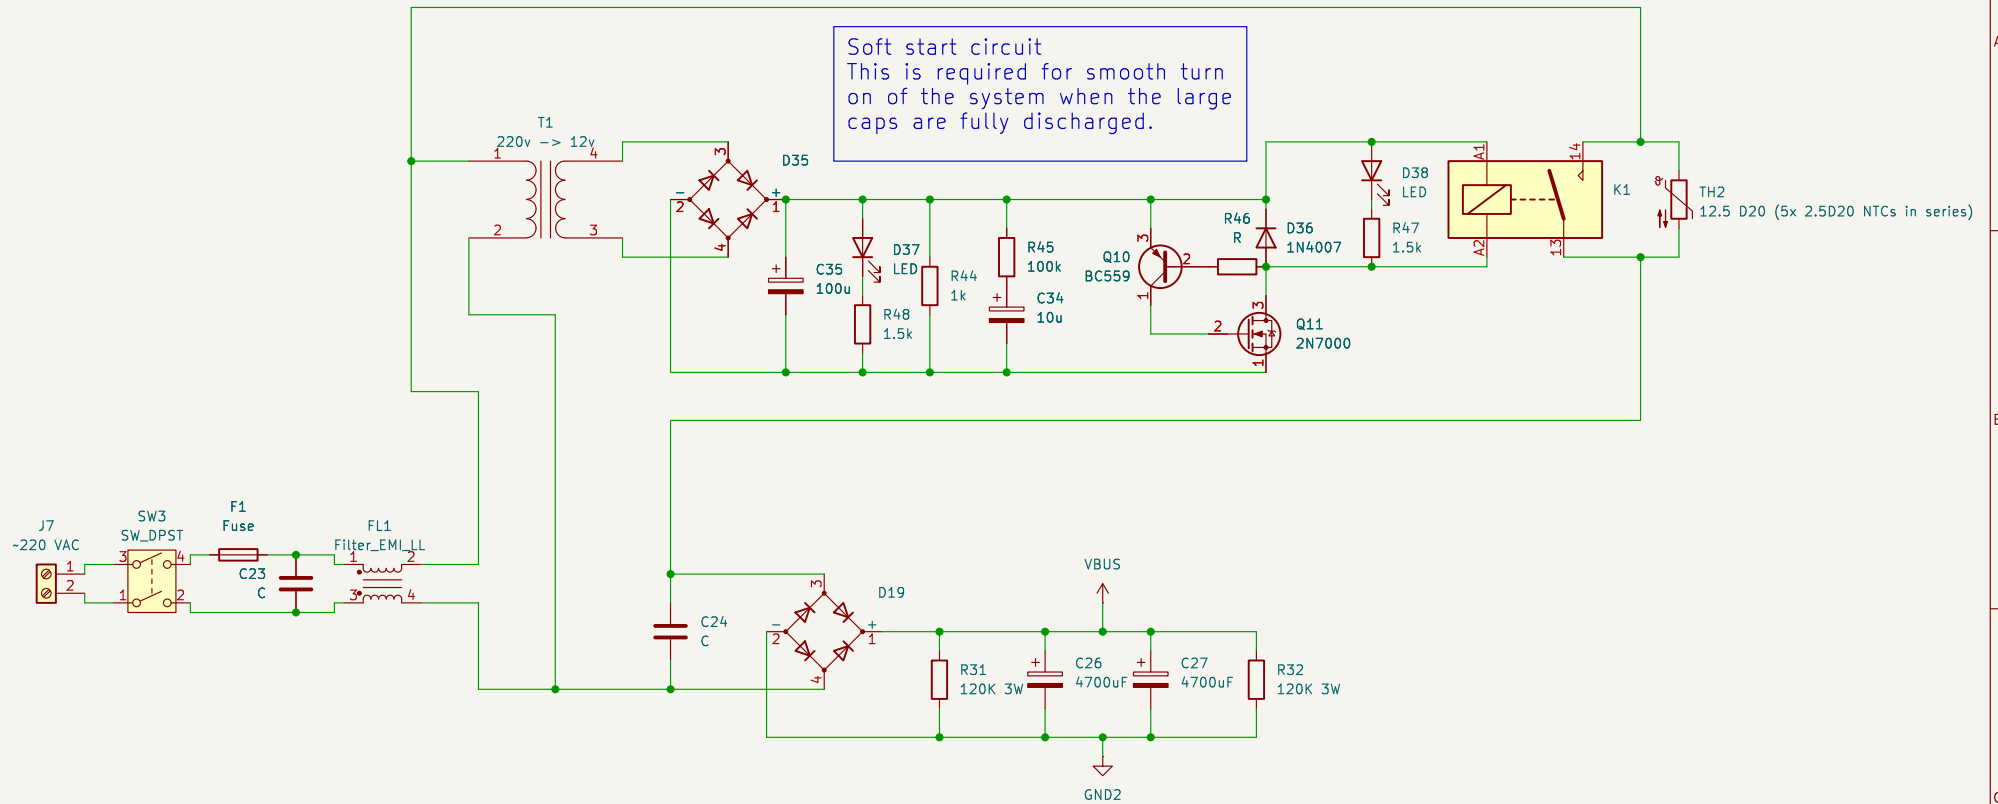 Soft start circuit
This is required for smooth turn
on of the system when the large
caps are fully discharged.
T1
220v -> 12v
1
4
2
3
3
D35
−
2
+
1
4
+
C35
100u
D37
LED
R48
1.5k
R44
1k
R45
100k
+
C34
10u
3
Q10
BC559
2
1
R46
R
D36
1N4007
3
Q11
2N7000
2
1
D38
LED
R47
1.5k
A1
A2
14
13
K1
TH2
12.5 D20 (5x 2.5D20 NTCs in series)
J7
~220 VAC
1
2
SW3
SW_DPST
3
4
1
2
F1
Fuse
C23
C
FL1
Filter_EMI_LL
1
2
3
4
C24
C
3
D19
−
2
+
1
4
R31
120K 3W
+
C26
4700uF
VBUS
+
C27
4700uF
R32
120K 3W
GND2